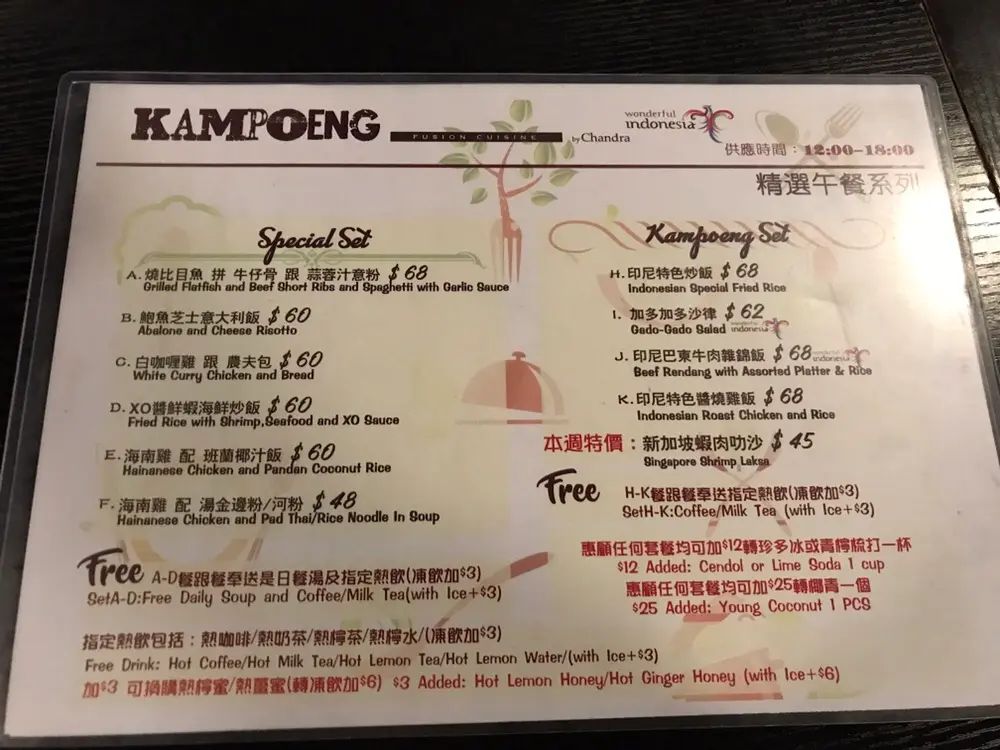 KAMPOENG
FUSION CUISINE
by Chandra
wonderful
indonesia
供應時間：12:00-18:00
精選午餐系列
Special Set
A. 燒比目魚 拼 牛仔骨 跟 蒜蓉汁意粉 $68
Grilled Flatfish and Beef Short Ribs and Spaghetti with Garlic Sauce
B. 鮑魚芝士意大利飯 $60
Abalone and Cheese Risotto
C. 白咖喱雞 跟 農夫包 $60
White Curry Chicken and Bread
D. XO醬鮮蝦海鮮炒飯 $60
Fried Rice with Shrimp,Seafood and XO Sauce
E. 海南雞 配 班蘭椰汁飯 $60
Hainanese Chicken and Pandan Coconut Rice
F. 海南雞 配 湯金邊粉/河粉 $48
Hainanese Chicken and Pad Thai/Rice Noodle In Soup
Free A-D餐跟餐奉送是日餐湯及指定熱飲(凍飲加$3)
SetA-D:Free Daily Soup and Coffee/Milk Tea(with Ice+$3)
Kampoeng Set
H. 印尼特色炒飯 $68
Indonesian Special Fried Rice
I. 加多加多沙律 $62
Gado-Gado Salad wonderful indonesia
J. 印尼巴東牛肉雜錦飯 $68 wonderful indonesia
Beef Rendang with Assorted Platter & Rice
K. 印尼特色醬燒雞飯 $68
Indonesian Roast Chicken and Rice
本週特價：新加坡蝦肉叻沙 $45
Singapore Shrimp Laksa
Free H-K餐跟餐奉送指定熱飲(凍飲加$3)
SetH-K:Coffee/Milk Tea (with Ice+$3)
惠顧任何套餐均可加$12轉珍多冰或青檸梳打一杯
$12 Added: Cendol or Lime Soda 1 cup
惠顧任何套餐均可加$25轉椰青一個
$25 Added: Young Coconut 1 PCS
指定熱飲包括：熱咖啡/熱奶茶/熱檸茶/熱檸水/(凍飲加$3)
Free Drink: Hot Coffee/Hot Milk Tea/Hot Lemon Tea/Hot Lemon Water/(with Ice+$3)
加$3 可換購熱檸蜜/熱薑蜜(轉凍飲加$6) $3 Added: Hot Lemon Honey/Hot Ginger Honey (with Ice+$6)